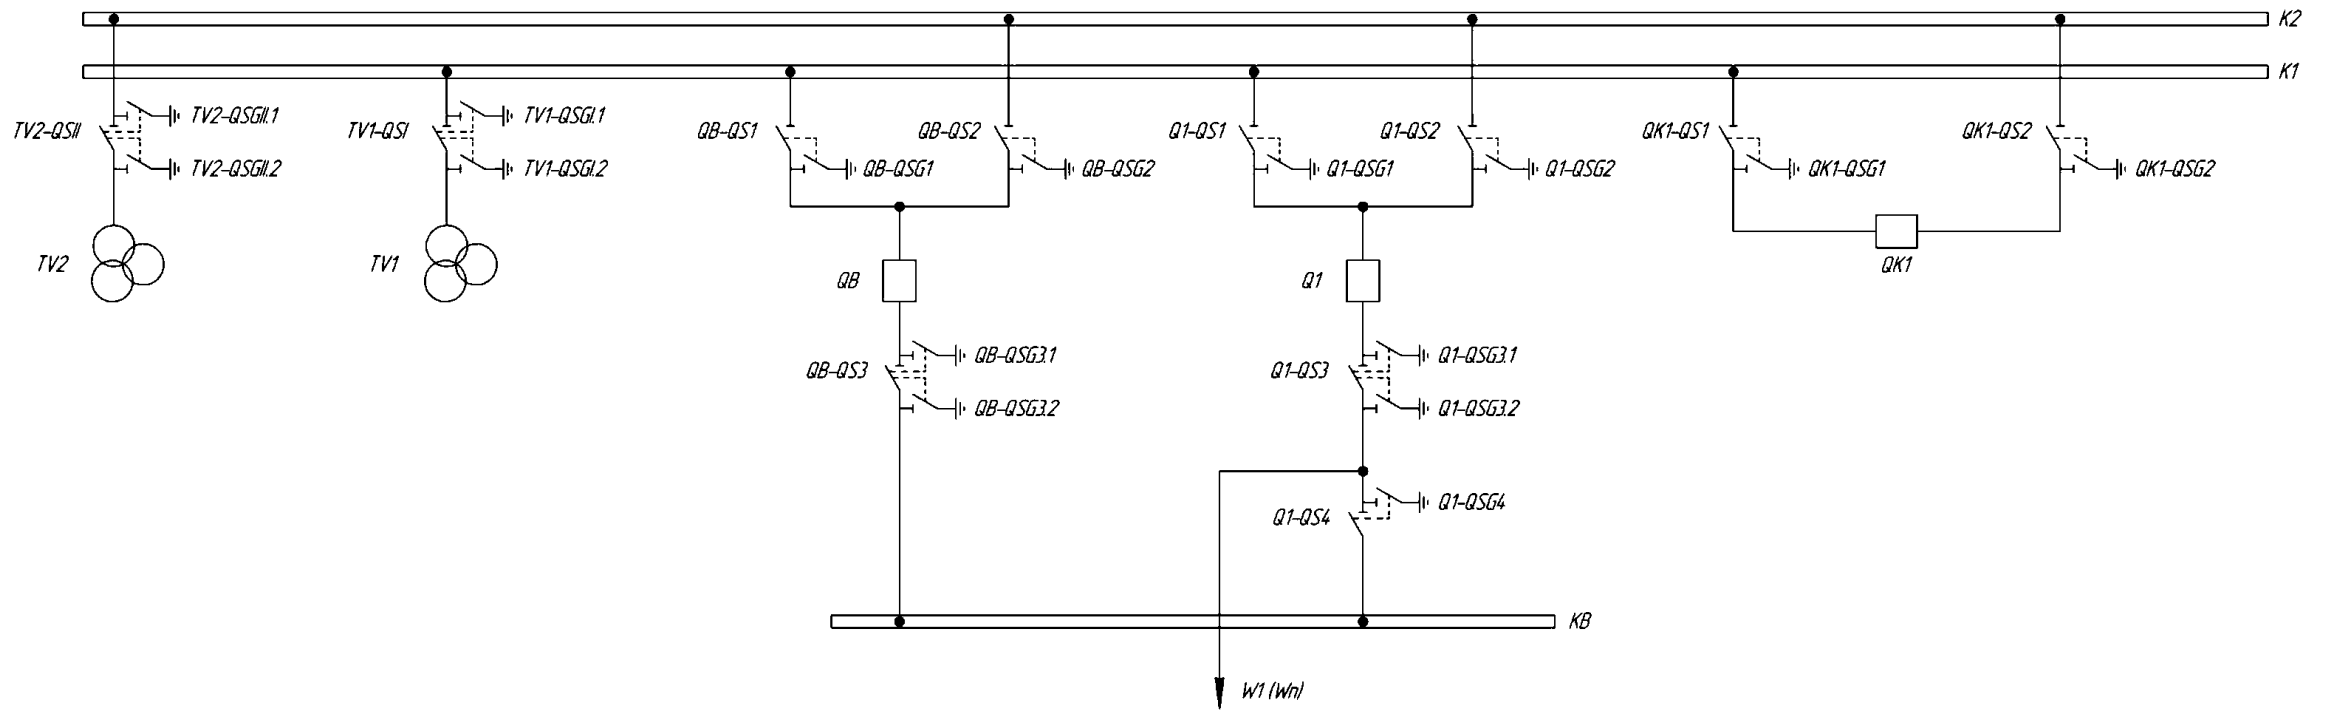 K2
K1
TV2-QSII
TV2-QSGII.1
TV2-QSGII.2
TV2
TV1-QSI
TV1-QSGI.1
TV1-QSGI.2
TV1
QB-QS1
QB-QSG1
QB-QS2
QB-QSG2
QB
QB-QS3
QB-QSG3.1
QB-QSG3.2
Q1-QS1
Q1-QSG1
Q1-QS2
Q1-QSG2
Q1
Q1-QS3
Q1-QSG3.1
Q1-QSG3.2
Q1-QS4
Q1-QSG4
QK1-QS1
QK1-QSG1
QK1-QS2
QK1-QSG2
QK1
KB
W1 (Wn)